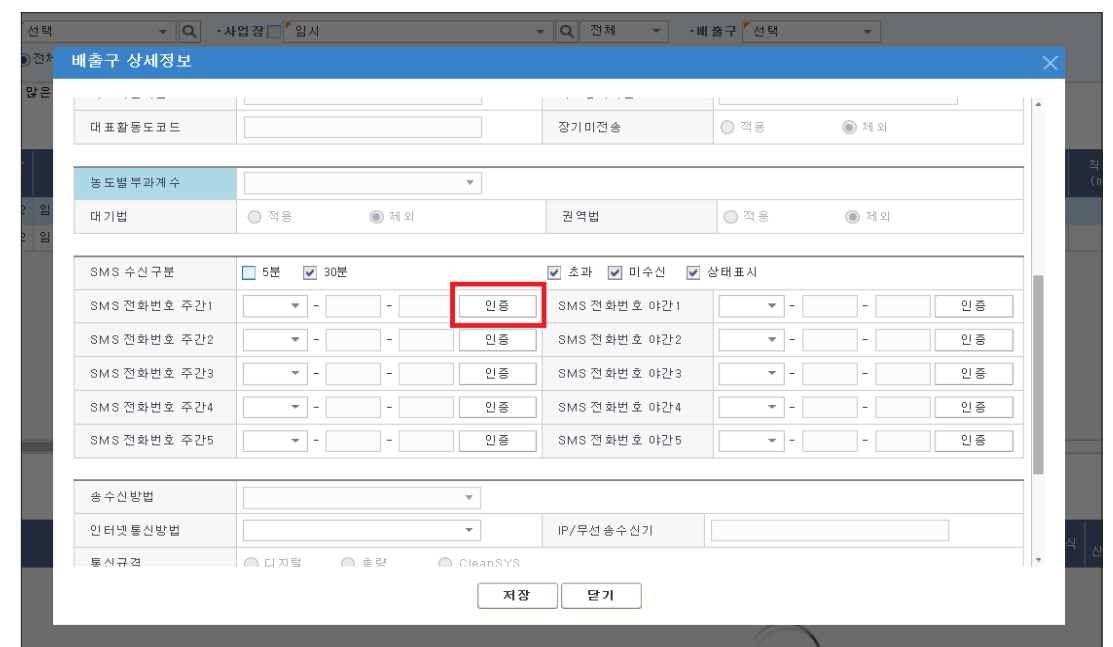 선택 ·사업장 임시 전체 ·배출구 선택
전체
많은
배출구 상세정보
대표활동도코드 장기미전송 적용 제외
농도별부과계수
대기법 적용 제외 권역법 적용 제외
SMS 수신구분 5분 30분 초과 미수신 상태표시
SMS 전화번호 주간1 - - 인증 SMS 전화번호 야간1 - - 인증
SMS 전화번호 주간2 - - 인증 SMS 전화번호 야간2 - - 인증
SMS 전화번호 주간3 - - 인증 SMS 전화번호 야간3 - - 인증
SMS 전화번호 주간4 - - 인증 SMS 전화번호 야간4 - - 인증
SMS 전화번호 주간5 - - 인증 SMS 전화번호 야간5 - - 인증
송수신방법
인터넷통신방법 IP/무선송수신기
통신규격 디지털 총량 CleanSYS
저장 닫기